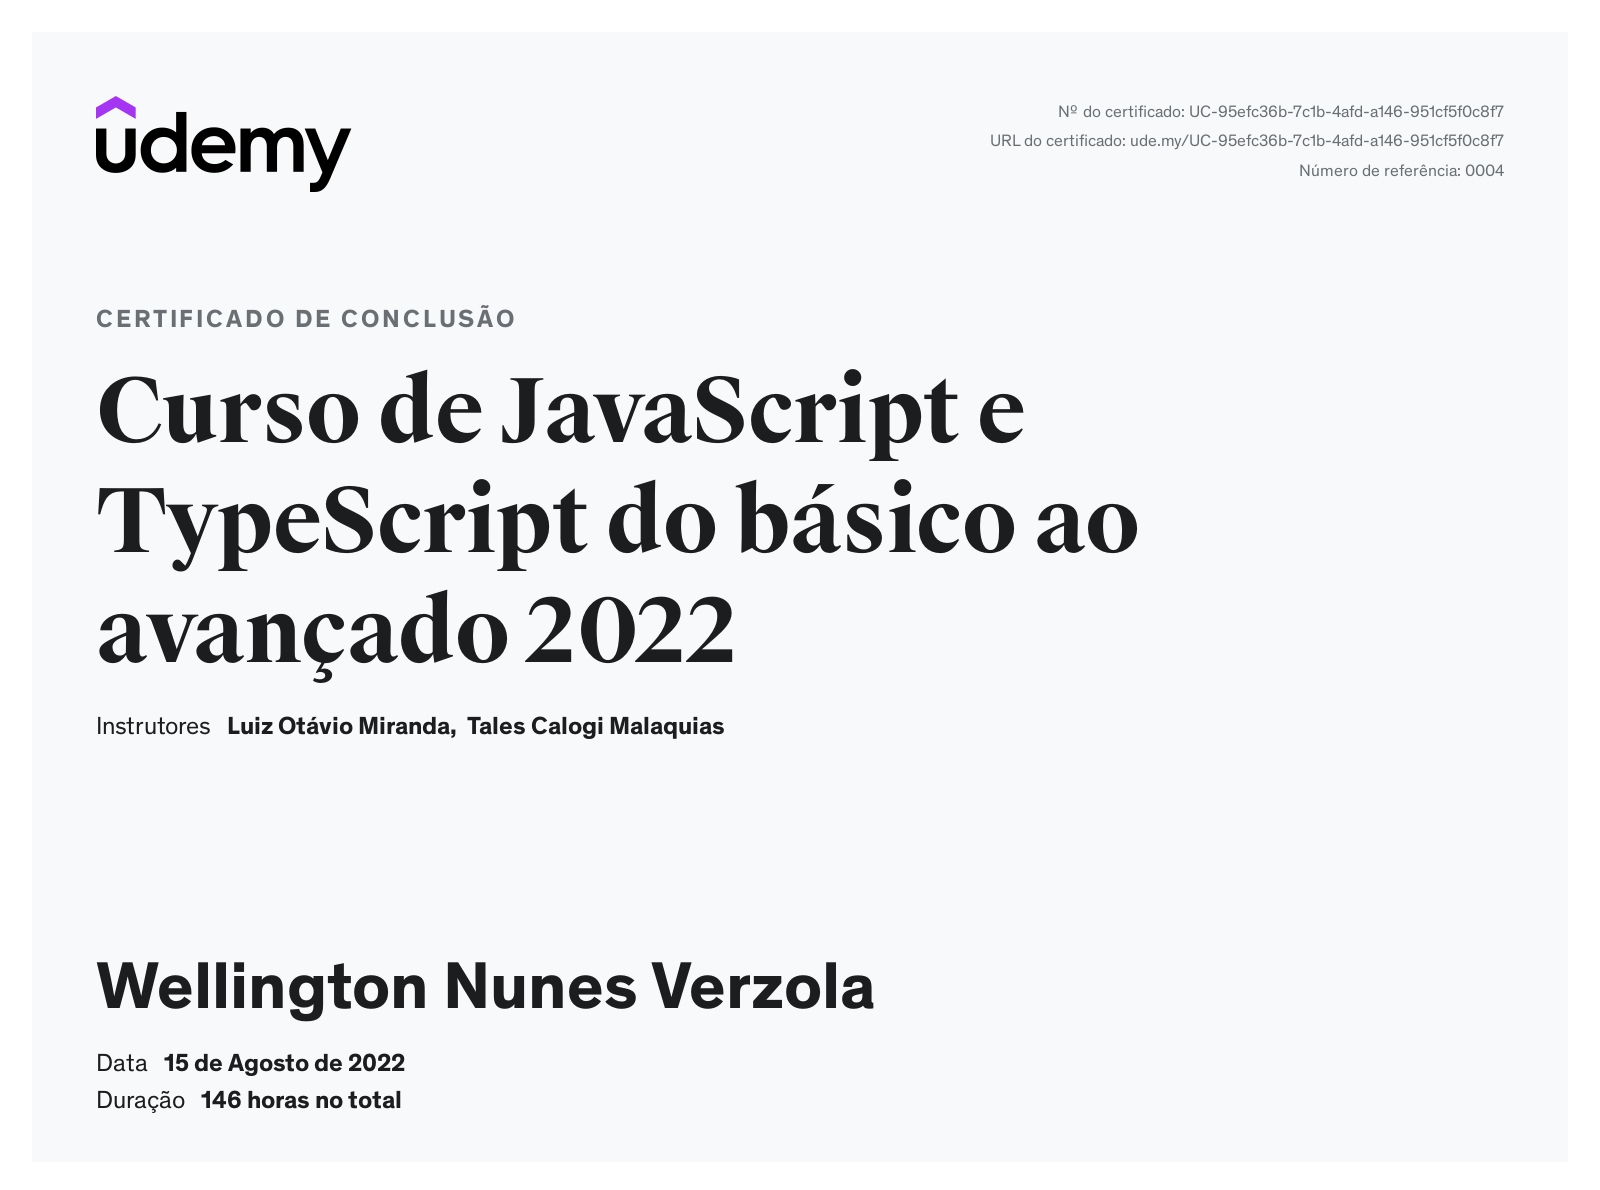 udemy
Nº do certificado: UC-95efc36b-7c1b-4afd-a146-951cf5f0c8f7
URL do certificado: ude.my/UC-95efc36b-7c1b-4afd-a146-951cf5f0c8f7
Número de referência: 0004
CERTIFICADO DE CONCLUSÃO
Curso de JavaScript e
TypeScript do básico ao
avançado 2022
Instrutores Luiz Otávio Miranda, Tales Calogi Malaquias
Wellington Nunes Verzola
Data 15 de Agosto de 2022
Duração 146 horas no total